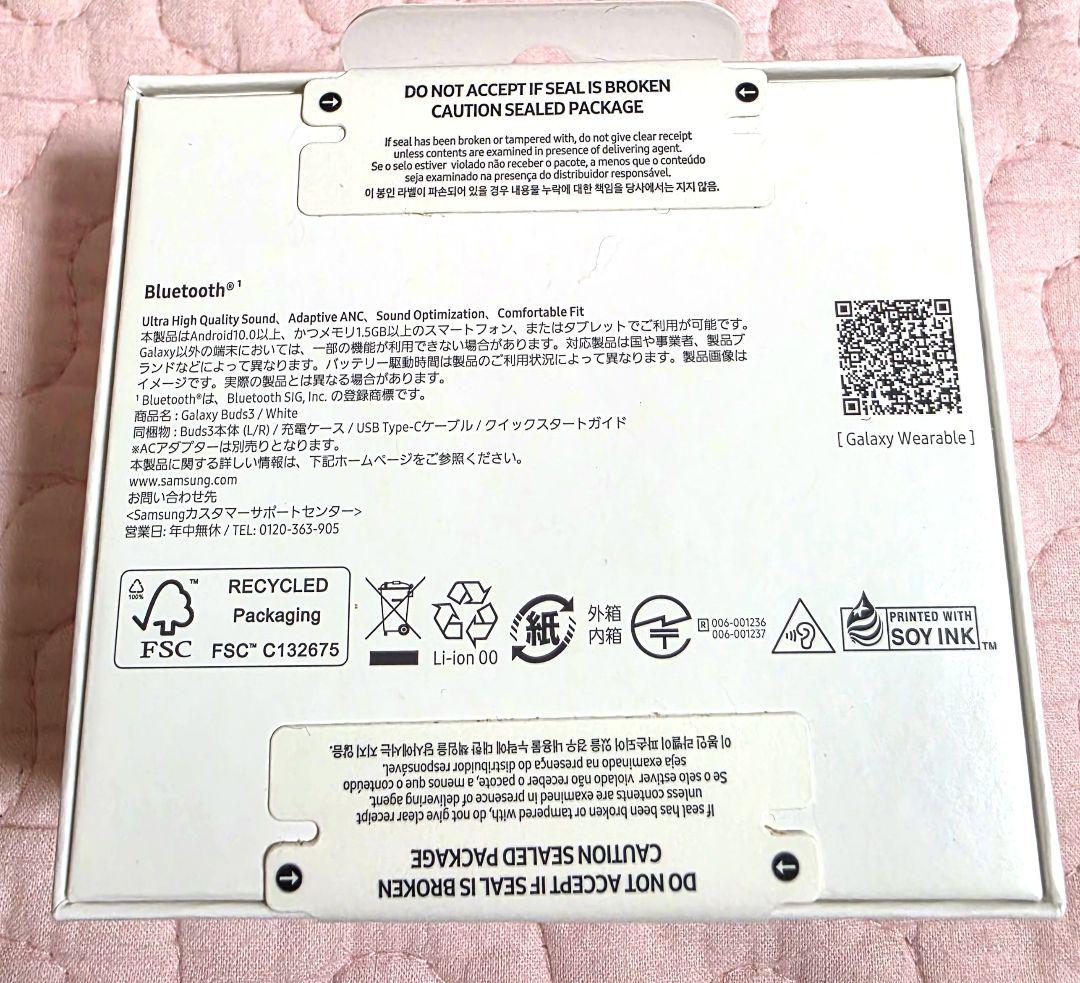 DO NOT ACCEPT IF SEAL IS BROKEN
CAUTION SEALED PACKAGE
If seal has been broken or tampered with, do not give clear receipt
unless contents are examined in presence of delivering agent.
Se o selo estiver violado não receber o pacote, a menos que o conteúdo
seja examinado na presença do distribuidor responsável.
이 봉인 라벨이 파손되어 있을 경우 내용물 누락에 대한 책임을 당사에서는 지지 않음.
Bluetooth®¹
Ultra High Quality Sound、Adaptive ANC、Sound Optimization、Comfortable Fit
本製品はAndroid10.0以上、かつメモリ1.5GB以上のスマートフォン、またはタブレットでご利用が可能です。
Galaxy以外の端末においては、一部の機能が利用できない場合があります。対応製品は国や事業者、製品ブ
ランドなどによって異なります。バッテリー駆動時間は製品のご利用状況によって異なります。製品画像は
イメージです。実際の製品とは異なる場合があります。
¹ Bluetooth®は、Bluetooth SIG, Inc. の登録商標です。
商品名 : Galaxy Buds3 / White
同梱物 : Buds3本体 (L/R) / 充電ケース / USB Type-Cケーブル / クイックスタートガイド
※ACアダプターは別売りとなります。
本製品に関する詳しい情報は、下記ホームページをご参照ください。
www.samsung.com
お問い合わせ先
<Samsungカスタマーサポートセンター>
営業日: 年中無休 / TEL: 0120-363-905
[ Galaxy Wearable ]
100%
TM
FSC
RECYCLED
Packaging
FSC™ C132675
Li-ion 00
紙
外箱
内箱
R 006-001236
006-001237
PRINTED WITH
SOY INK™
이 봉인 라벨이 파손되어 있을 경우 내용물 누락에 대한 책임을 당사에서는 지지 않음.
seja examinado na presença do distribuidor responsável.
Se o selo estiver violado não receber o pacote, a menos que o conteúdo
unless contents are examined in presence of delivering agent.
If seal has been broken or tampered with, do not give clear receipt
CAUTION SEALED PACKAGE
DO NOT ACCEPT IF SEAL IS BROKEN